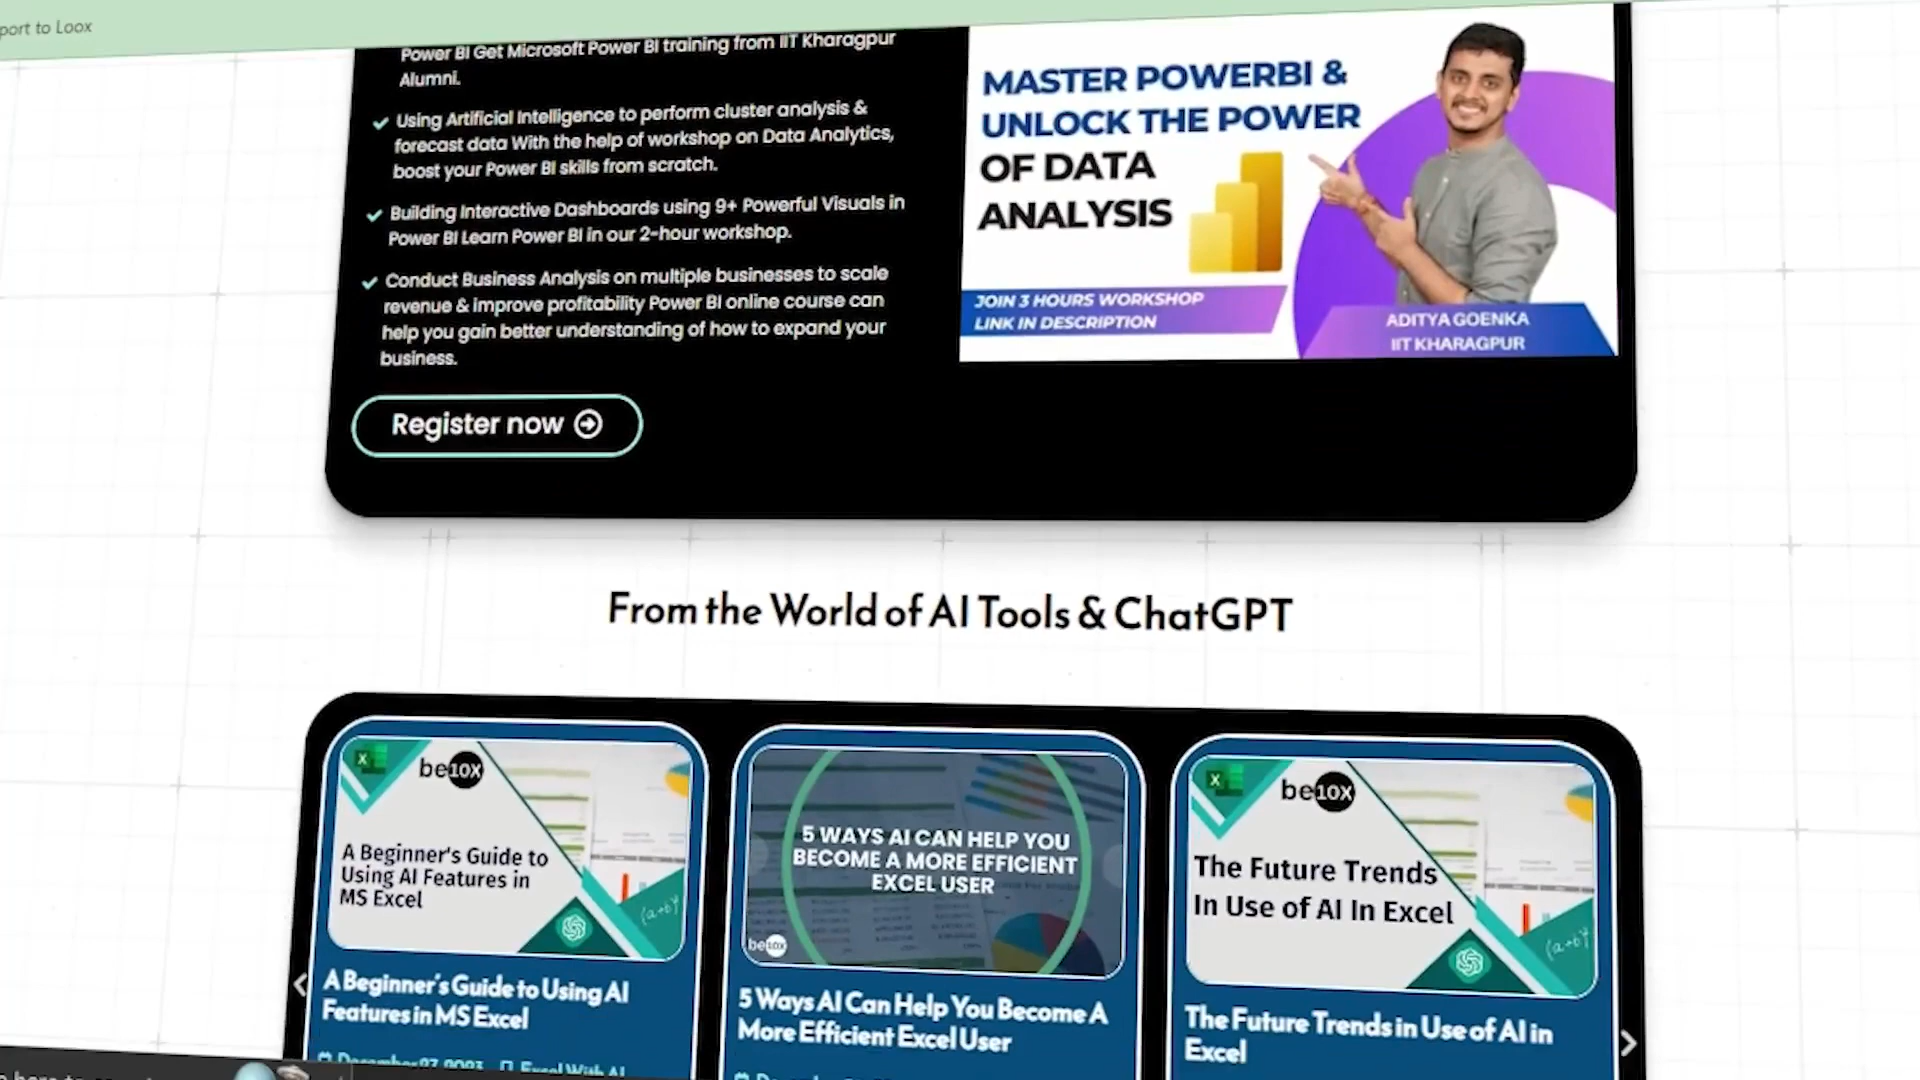 port to Loox
Power BI Get Microsoft Power BI training from IIT Kharagpur
Alumni.
Using Artificial Intelligence to perform cluster analysis &
forecast data With the help of workshop on Data Analytics,
boost your Power BI skills from scratch.
Building Interactive Dashboards using 9+ Powerful Visuals in
Power BI Learn Power BI in our 2-hour workshop.
Conduct Business Analysis on multiple businesses to scale
revenue & improve profitability Power BI online course can
help you gain better understanding of how to expand your
business.
Register now
MASTER POWERBI &
UNLOCK THE POWER
OF DATA
ANALYSIS
JOIN 3 HOURS WORKSHOP
LINK IN DESCRIPTION
ADITYA GOENKA
IIT KHARAGPUR
From the World of AI Tools & ChatGPT
be10X
A Beginner's Guide to
Using AI Features in
MS Excel
(a+b)
A Beginner's Guide to Using AI
Features in MS Excel
December 27, 2023 Excel With AI
5 WAYS AI CAN HELP YOU
BECOME A MORE EFFICIENT
EXCEL USER
be10X
5 Ways AI Can Help You Become A
More Efficient Excel User
be10X
The Future Trends
In Use of AI In Excel
(a+b)
The Future Trends in Use of AI in
Excel